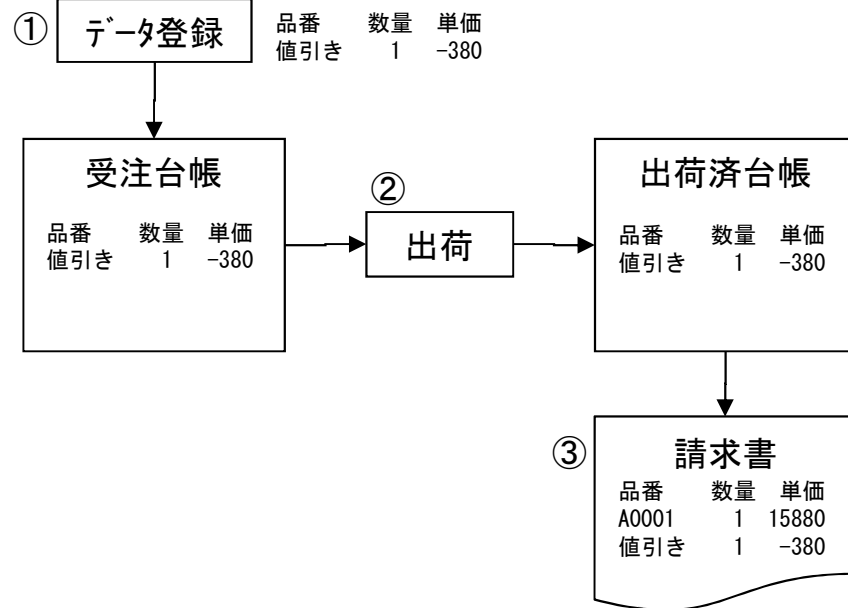 ① データ登録
品番 数量 単価
値引き 1 -380
受注台帳
品番 数量 単価
値引き 1 -380
②
出荷
出荷済台帳
品番 数量 単価
値引き 1 -380
③
請求書
品番 数量 単価
A0001 1 15880
値引き 1 -380